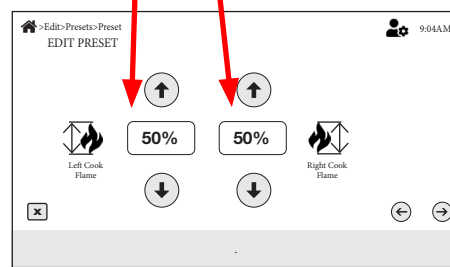 >Edit>Presets>Preset
9:04AM
EDIT PRESET
50%
50%
Left Cook
Flame
Right Cook
Flame
x